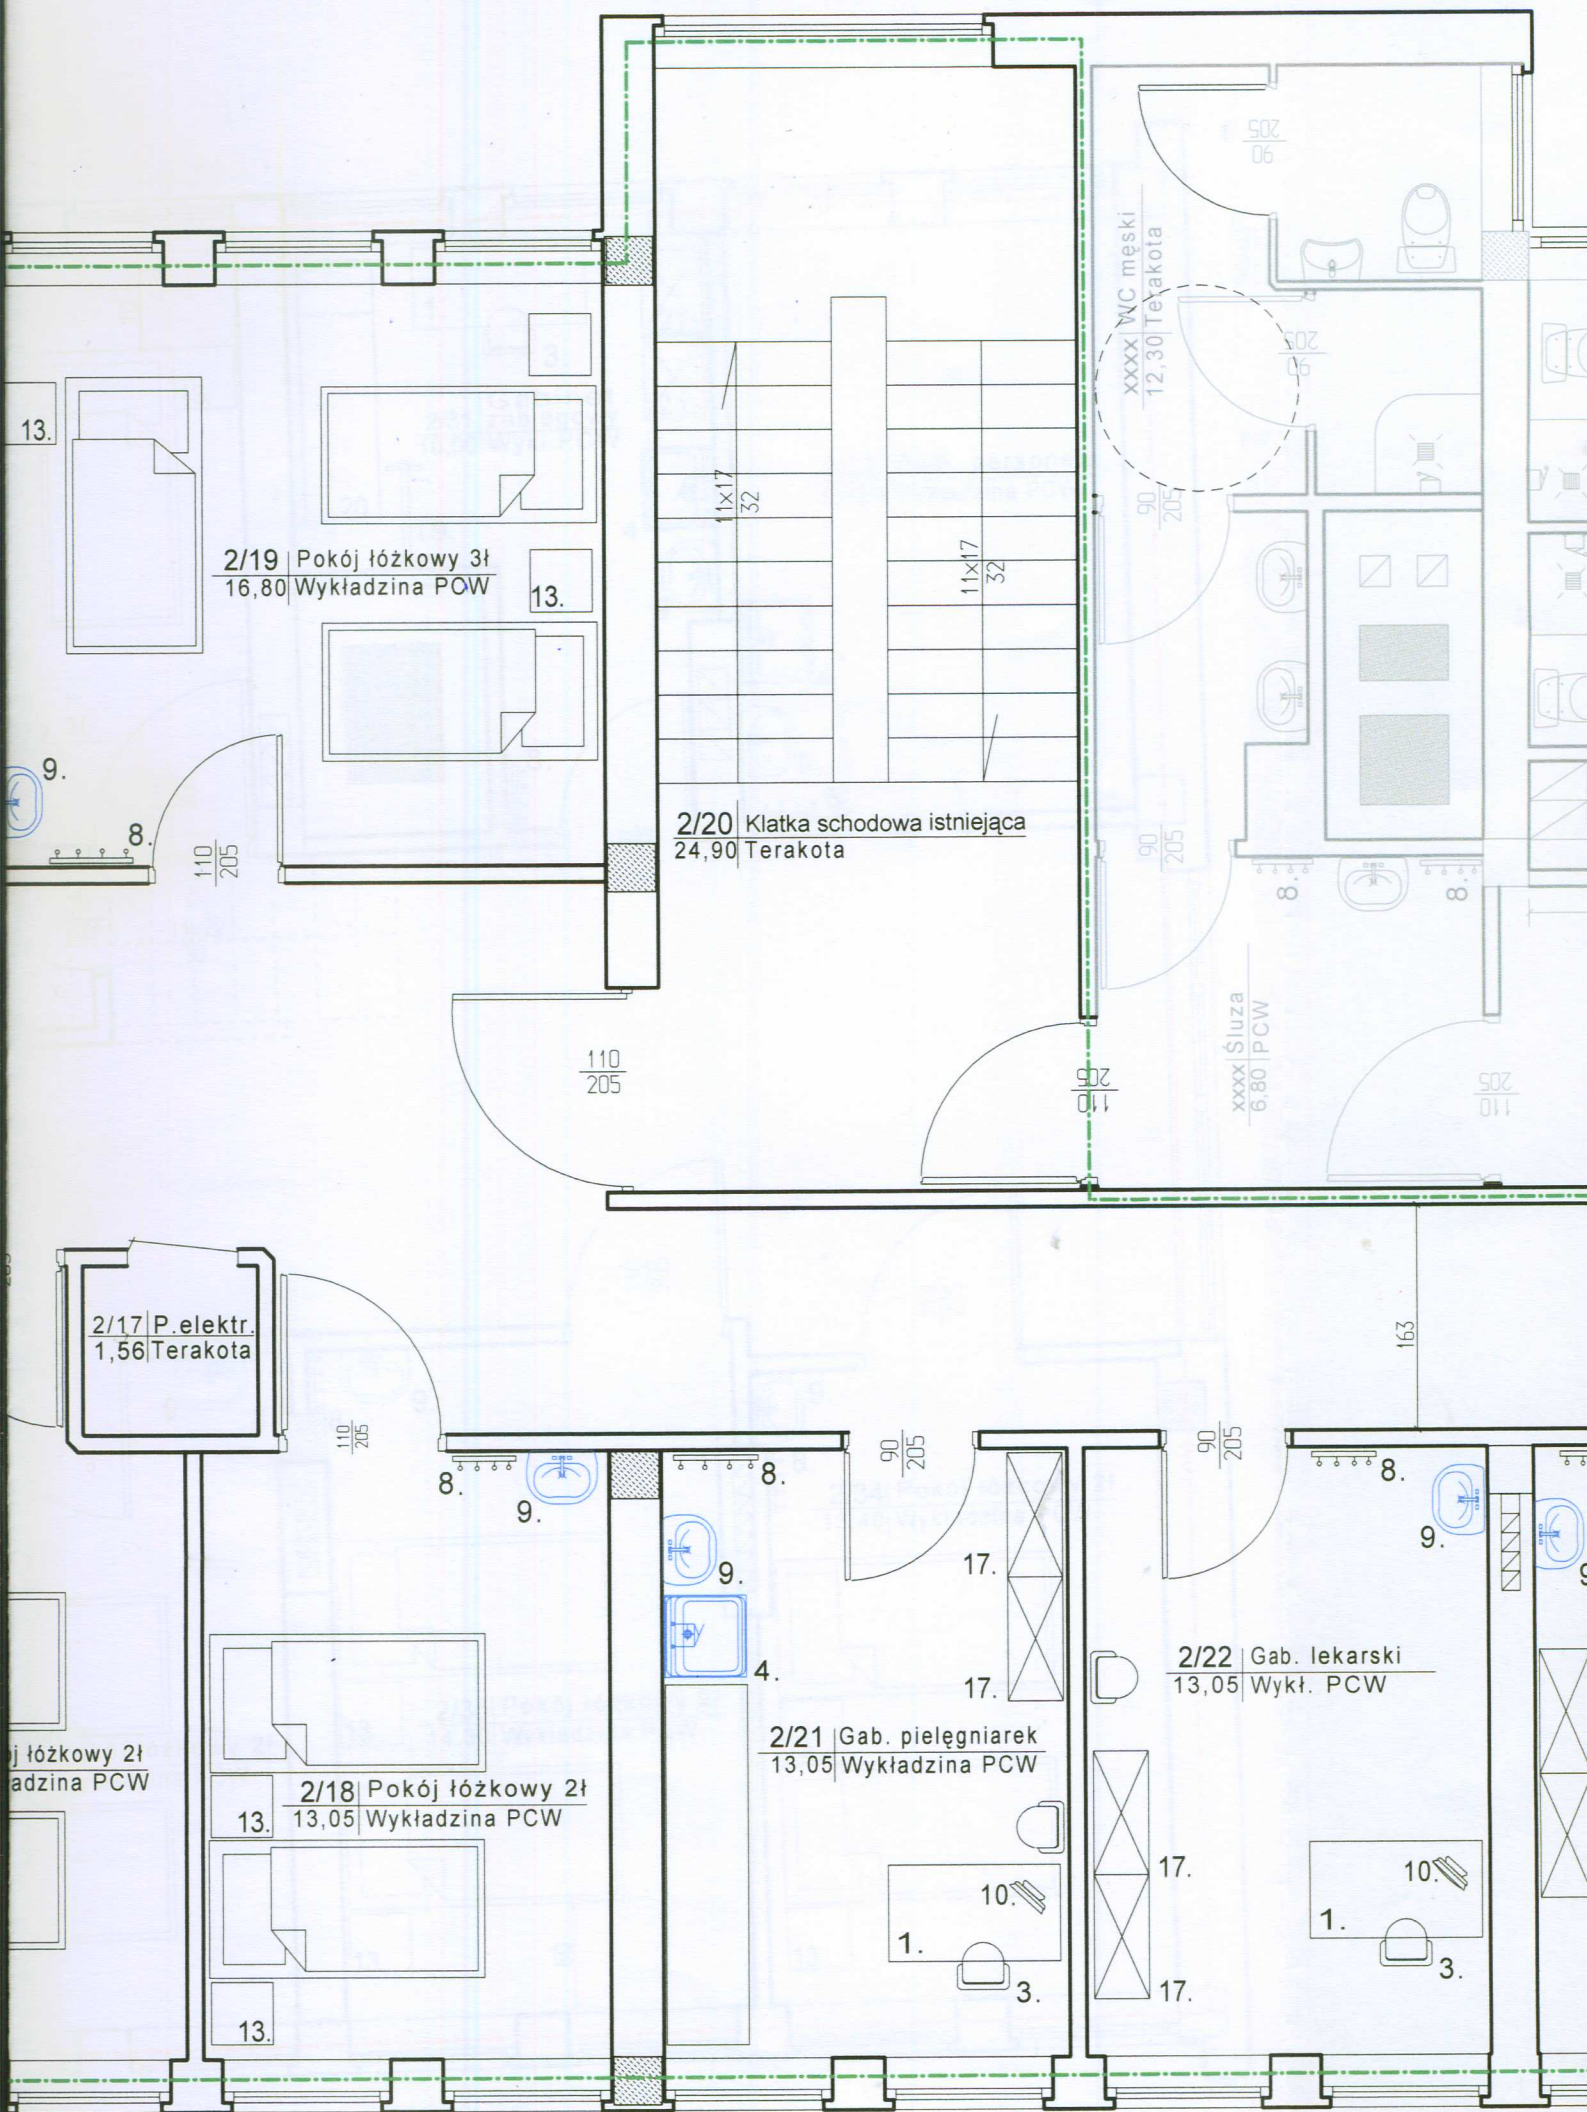 90
205
xxxx WC męski
12,30 Terakota
90
205
13.
11x17
32
11x17
32
90
205
2/19 Pokój łóżkowy 3ł
16,80 Wykładzina PCW
13.
9.
8.
110
205
2/20 Klatka schodowa istniejąca
24,90 Terakota
90
205
8.
8.
110
205
110
205
xxxx Śluza
6,80 PCW
110
205
2/17 P.elektr.
1,56 Terakota
163
110
205
90
205
90
205
8.
9.
8.
9.
4.
17.
17.
8.
9.
2/22 Gab. lekarski
13,05 Wykł. PCW
2/21 Gab. pielęgniarek
13,05 Wykładzina PCW
j łóżkowy 2ł
adzina PCW
2/18 Pokój łóżkowy 2ł
13,05 Wykładzina PCW
13.
13.
10.
1.
3.
17.
17.
10.
1.
3.